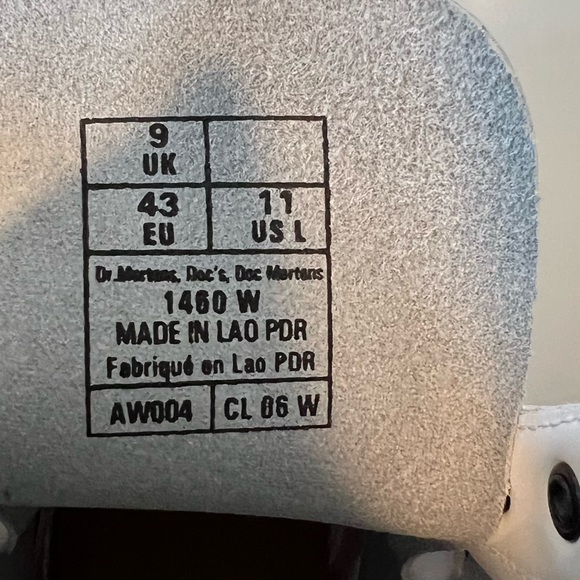 9
UK
43 11
EU US L
Dr.Martens, Doc's, Doc Martens
1460 W
MADE IN LAO PDR
Fabriqué en Lao PDR
AW004 CL 06 W